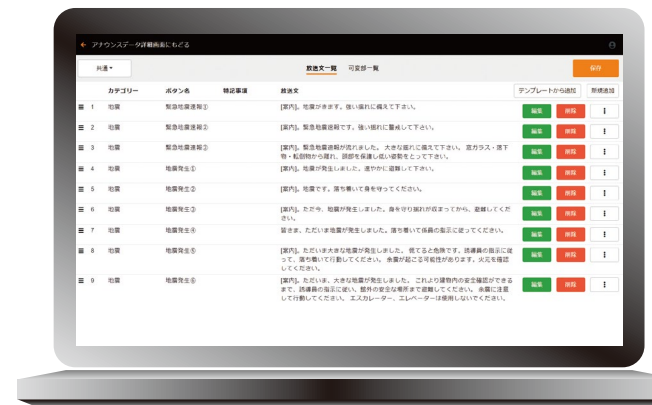 ← アナウンスデータ詳細画面にもどる
共通 放送文一覧 可変部一覧 保存
カテゴリー ボタン名 特記事項 放送文 テンプレートから追加 新規追加
1 地震 緊急地震速報① [案内]。地震がきます。強い揺れに備えて下さい。 編集 削除
2 地震 緊急地震速報② [案内]。緊急地震速報です。強い揺れに警戒して下さい。 編集 削除
3 地震 緊急地震速報③ [案内]。緊急地震速報が流れました。 大きな揺れに備えて下さい。 窓ガラス・落下
物・転倒物から離れ、頭部を保護し低い姿勢をとって下さい。 編集 削除
4 地震 地震発生① [案内]。地震が発生しました。速やかに避難して下さい。 編集 削除
5 地震 地震発生② [案内]。地震です。落ち着いて身を守ってください。 編集 削除
6 地震 地震発生③ [案内]。ただ今、地震が発生しました。身を守り揺れが収まってから、避難してくだ
さい。 編集 削除
7 地震 地震発生④ 皆さま、ただいま地震が発生しました。落ち着いて係員の指示に従ってください。 編集 削除
8 地震 地震発生⑤ [案内]。ただいま大きな地震が発生しました。 慌てると危険です。誘導員の指示に従
って、落ち着いて行動してください。 余震が起こる可能性があります。火元を確認
してください。 編集 削除
9 地震 地震発生⑥ [案内]。ただいま、大きな地震が発生しました。 これより建物内の安全確認ができる
まで、誘導員の指示に従い、館外の安全な場所まで避難してください。 余震に注意
して行動してください。 エスカレーター、エレベーターは使用しないでください。 編集 削除